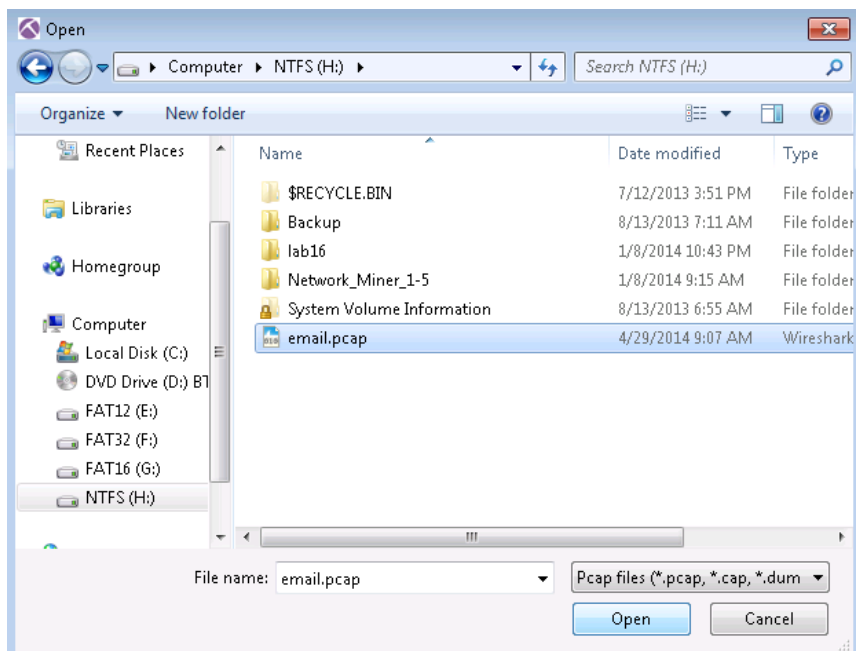 Open
Computer NTFS (H:) Search NTFS (H:)
Organize New folder
Recent Places
Libraries
Homegroup
Computer
Local Disk (C:)
DVD Drive (D:) BT
FAT12 (E:)
FAT32 (F:)
FAT16 (G:)
NTFS (H:)
Name Date modified Type
$RECYCLE.BIN 7/12/2013 3:51 PM File folder
Backup 8/13/2013 7:11 AM File folder
lab16 1/8/2014 10:43 PM File folder
Network_Miner_1-5 1/8/2014 9:15 AM File folder
System Volume Information 8/13/2013 6:55 AM File folder
email.pcap 4/29/2014 9:07 AM Wireshark
File name: email.pcap Pcap files (*.pcap, *.cap, *.dum
Open Cancel